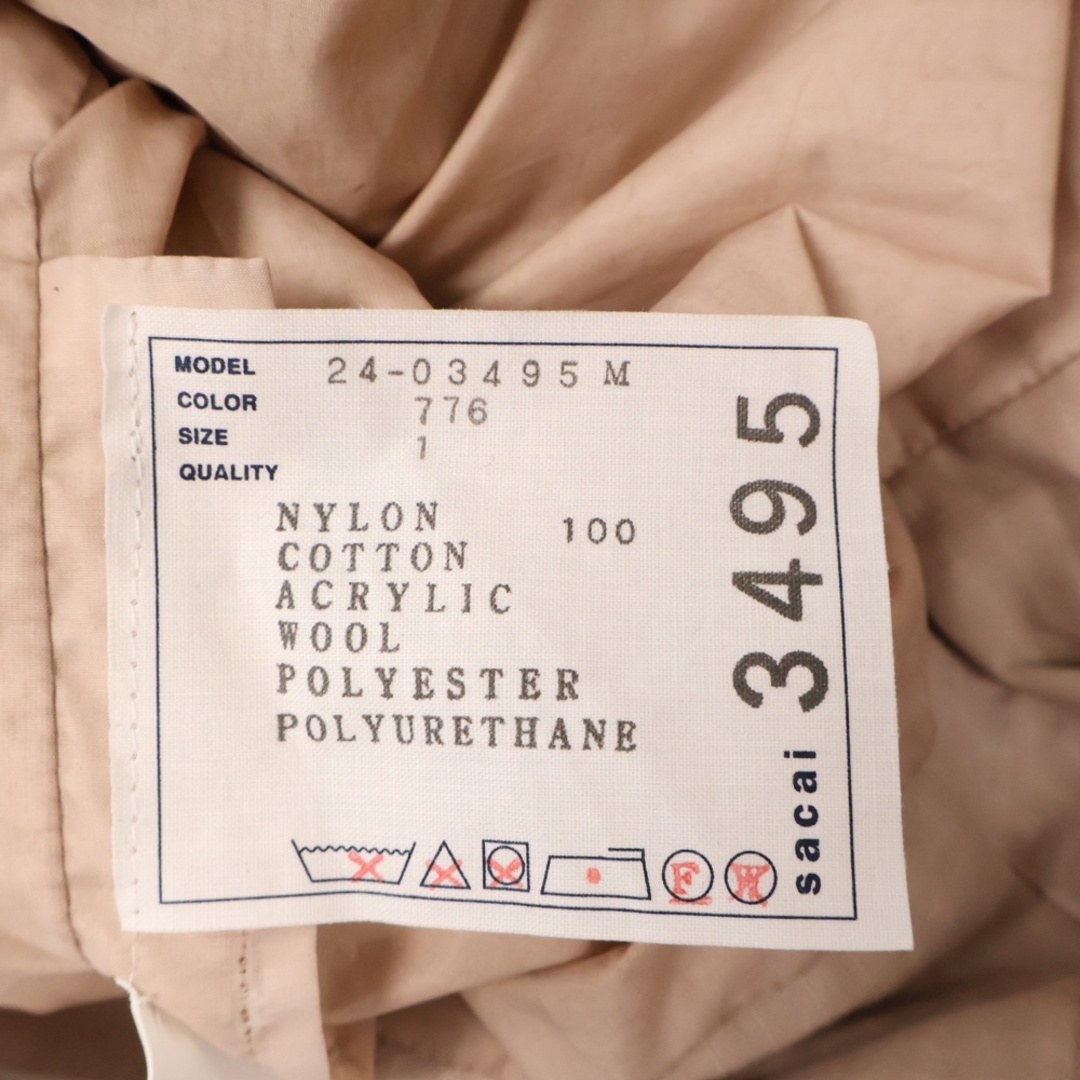 MODEL 24-03495 M
COLOR 776
SIZE 1
QUALITY
NYLON 100
COTTON
ACRYLIC
WOOL
POLYESTER
POLYURETHANE
F W
sacai 3495